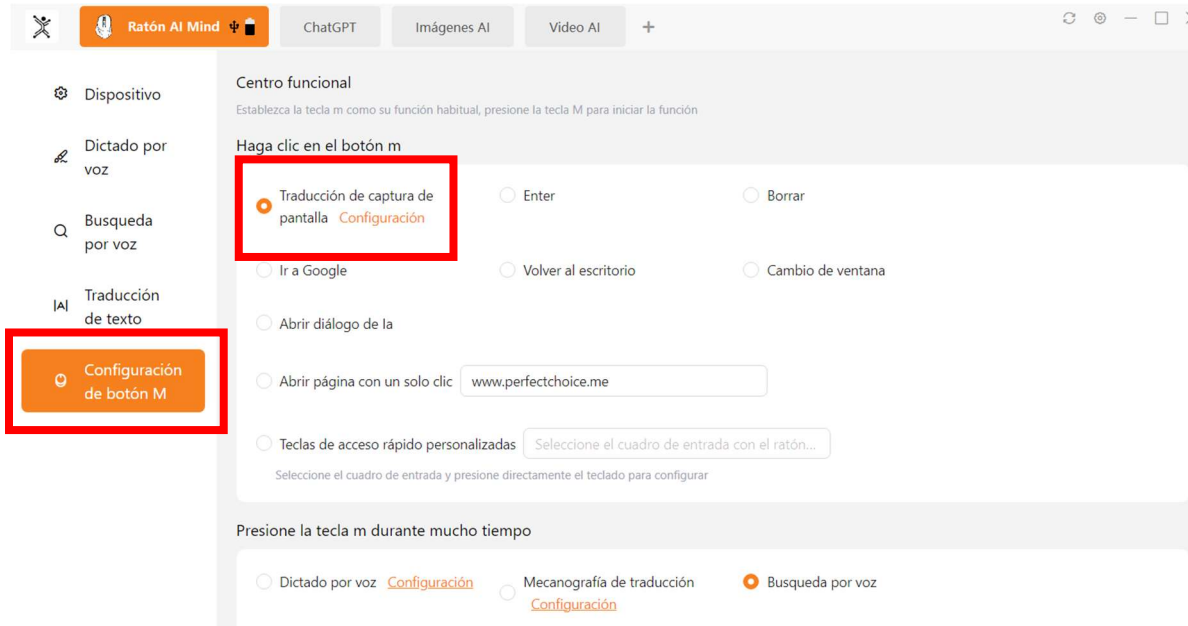 Ratón AI Mind
ChatGPT
Imágenes AI
Video AI
Dispositivo
Dictado por
voz
Busqueda
por voz
Traducción
de texto
Configuración
de botón M
Centro funcional
Establezca la tecla m como su función habitual, presione la tecla M para iniciar la función
Haga clic en el botón m
Traducción de captura de
pantalla Configuración
Enter
Borrar
Ir a Google
Volver al escritorio
Cambio de ventana
Abrir diálogo de la
Abrir página con un solo clic www.perfectchoice.me
Teclas de acceso rápido personalizadas Seleccione el cuadro de entrada con el ratón...
Seleccione el cuadro de entrada y presione directamente el teclado para configurar
Presione la tecla m durante mucho tiempo
Dictado por voz Configuración
Mecanografía de traducción
Configuración
Busqueda por voz